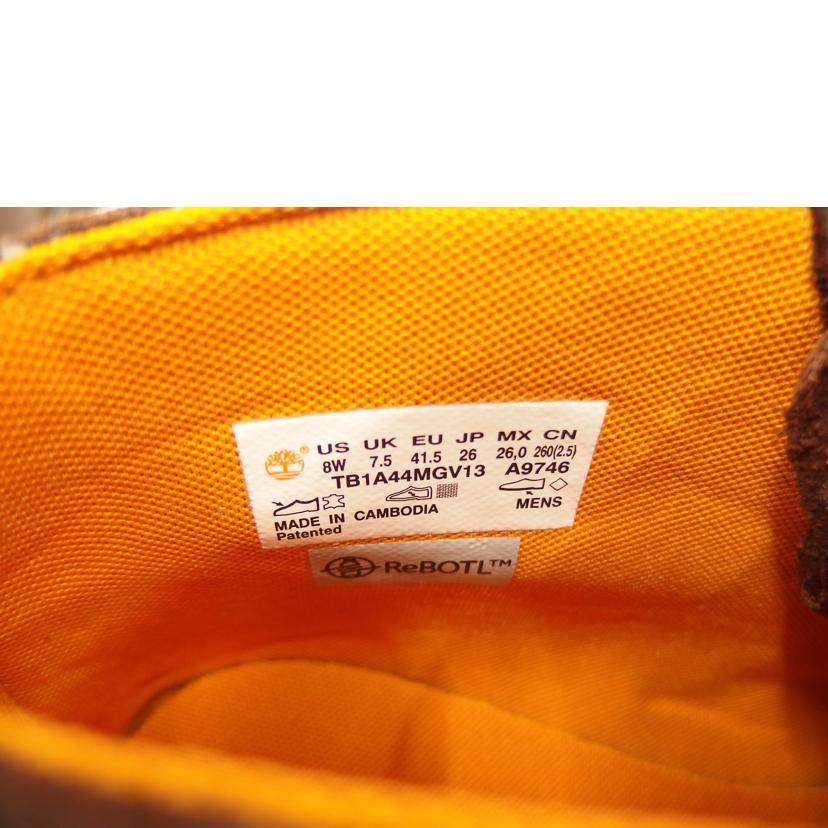 ® US UK EU JP MX CN
8W 7.5 41.5 26 26,0 260(2.5)
TB1A44MGV13 A9746
MADE IN CAMBODIA MENS
Patented
ReBOTL™